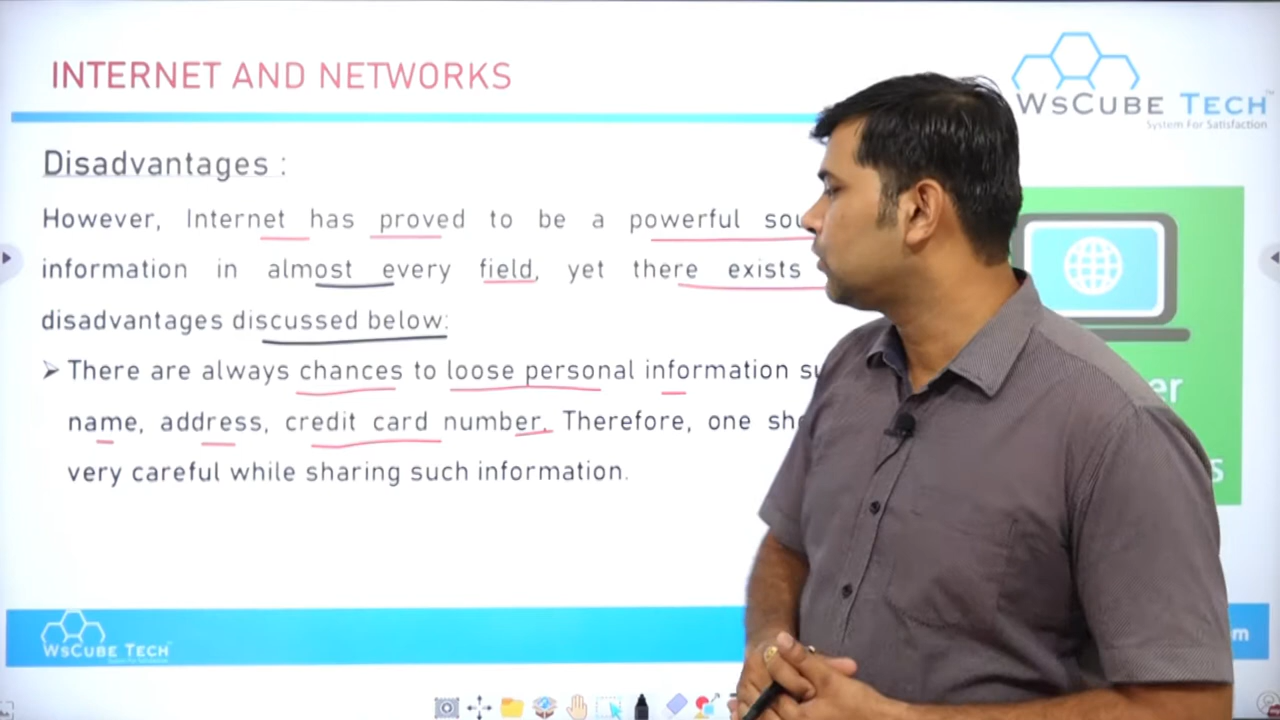 INTERNET AND NETWORKS
WsCube Tech
System For Satisfaction
Disadvantages :
However, Internet has proved to be a powerful
information in almost every field, yet there exists
disadvantages discussed below:
➤ There are always chances to loose personal information
name, address, credit card number. Therefore, one
very careful while sharing such information.
WsCube Tech